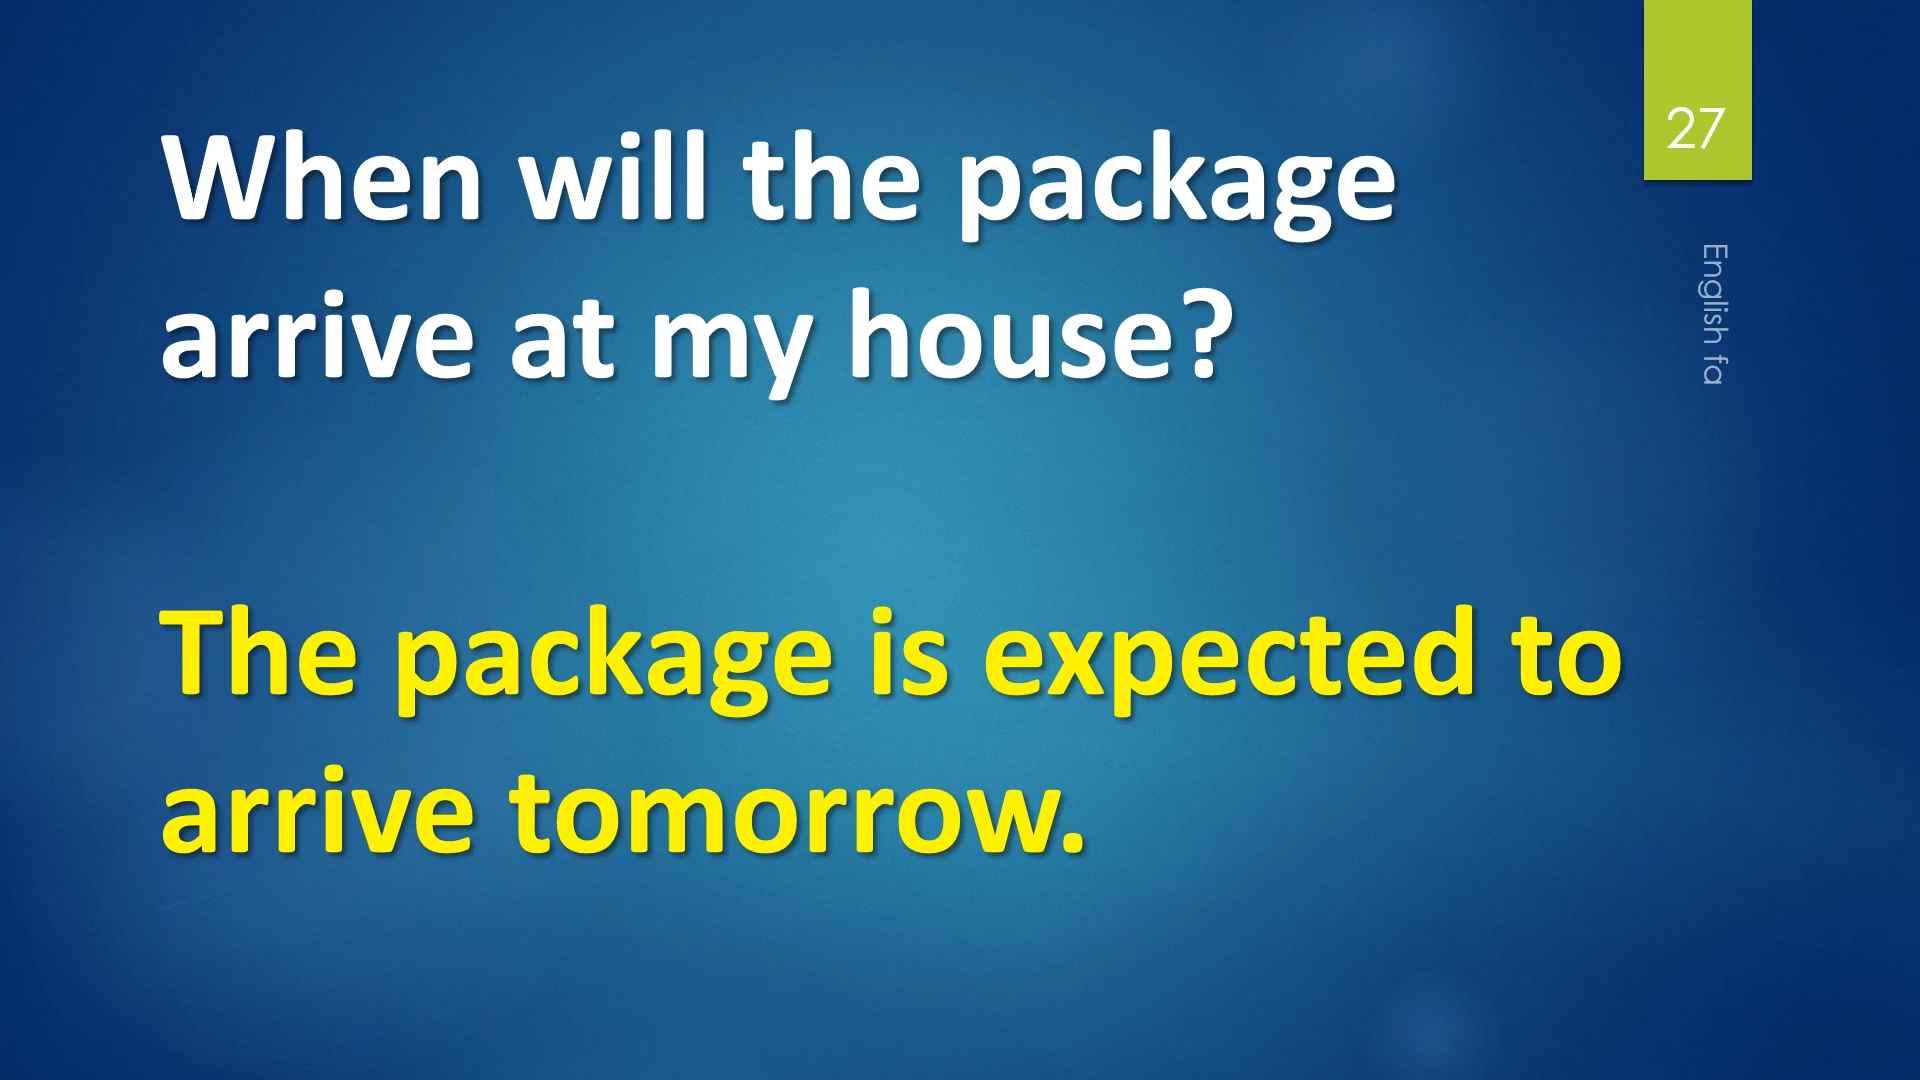 When will the package
arrive at my house?
The package is expected to
arrive tomorrow.
27
English fa